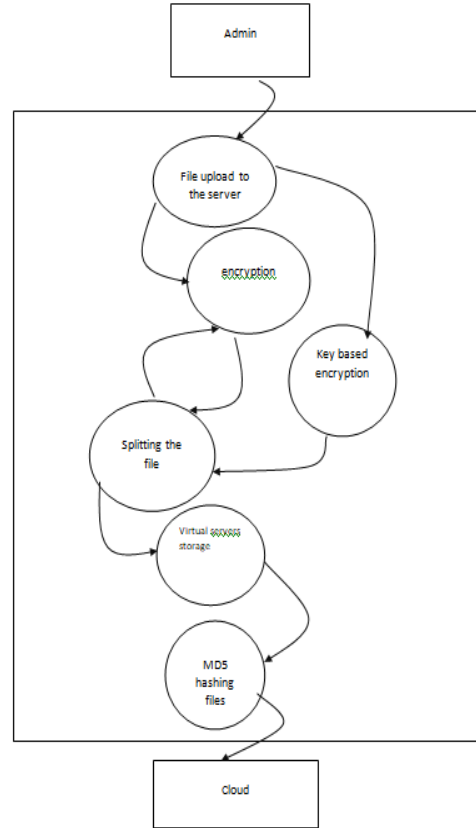 Admin
File upload to
the server
encryption
Key based
encryption
Splitting the
file
Virtual servers
storage
MD5
hashing
files
Cloud